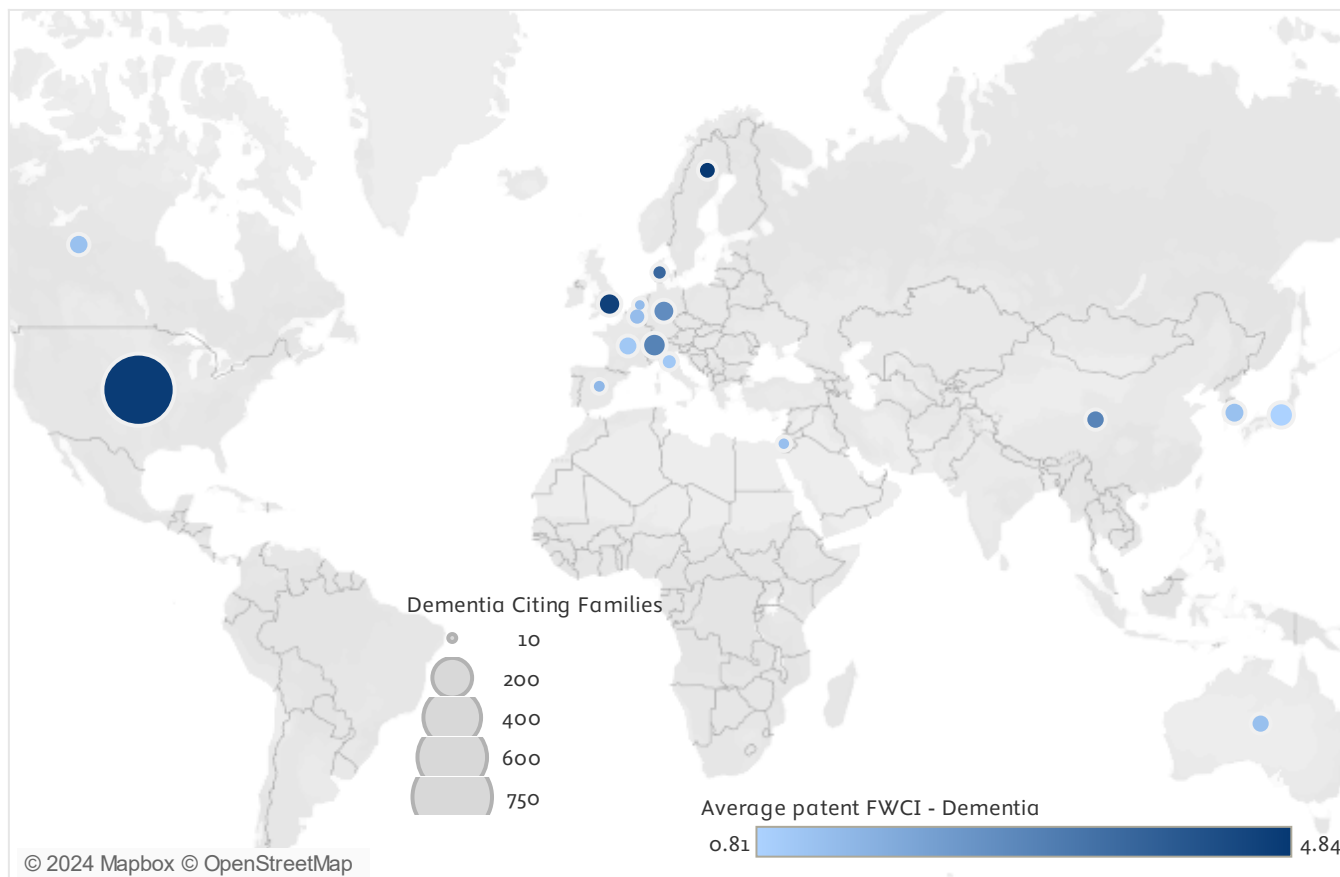 Dementia Citing Families
10
200
400
600
750
Average patent FWCI - Dementia
0.81 4.84
© 2024 Mapbox © OpenStreetMap